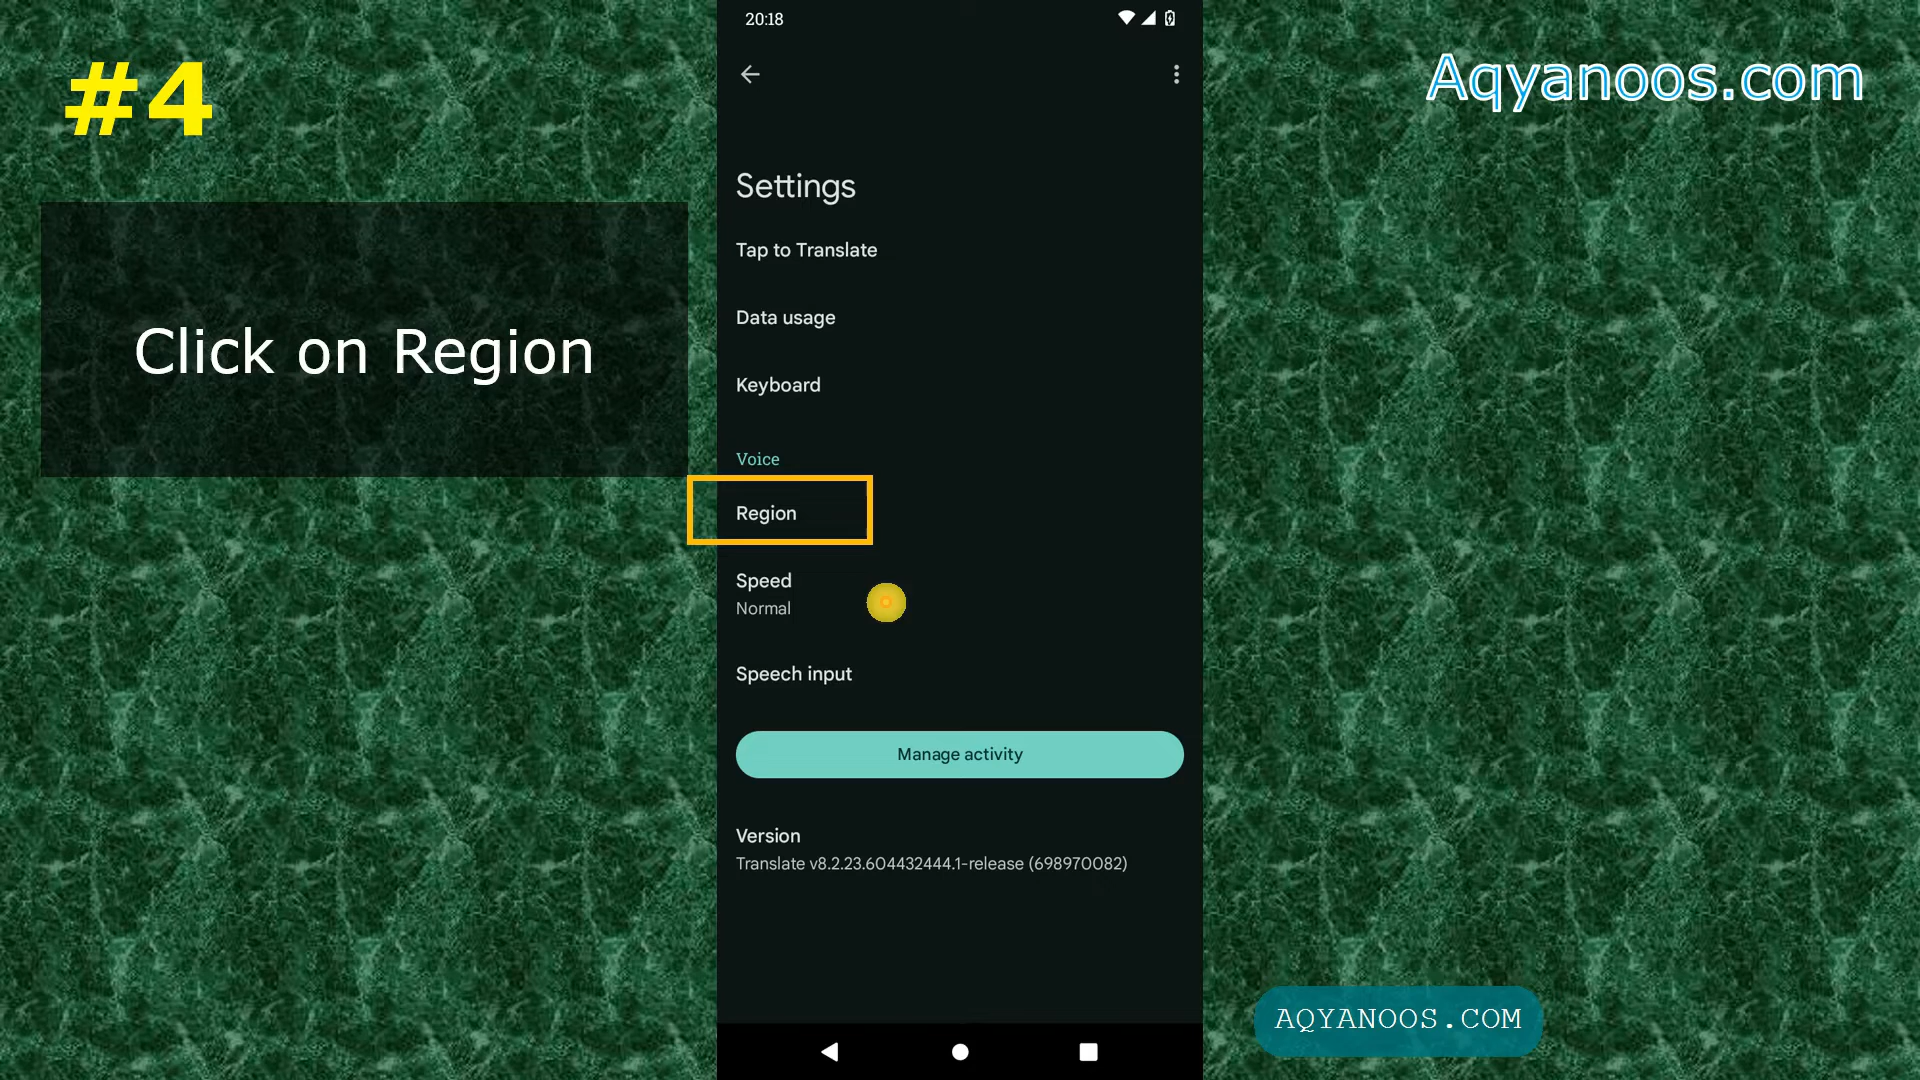 #4
Aqyanoos.com
Click on Region
20:18
Settings
Tap to Translate
Data usage
Keyboard
Voice
Region
Speed
Normal
Speech input
Manage activity
Version
Translate v8.2.23.604432444.1-release (698970082)
AQYANOOS.COM